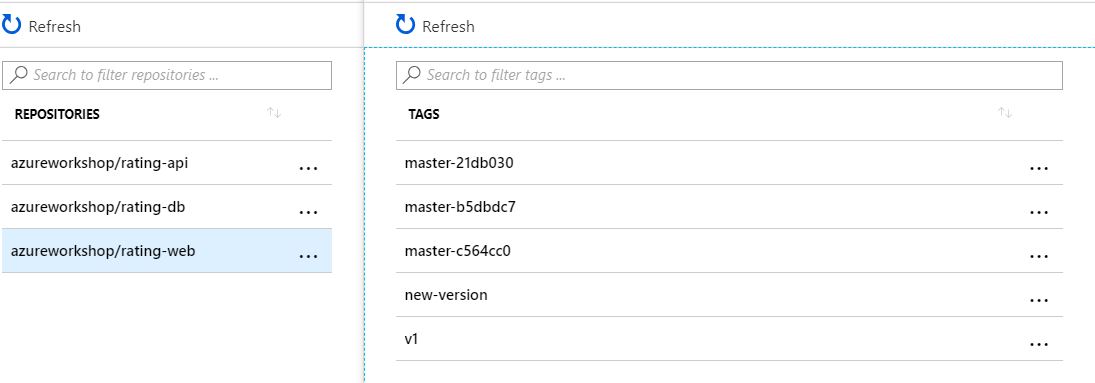 Refresh
Search to filter repositories ...
REPOSITORIES
azureworkshop/rating-api
...
azureworkshop/rating-db
...
azureworkshop/rating-web
...
Refresh
Search to filter tags ...
TAGS
master-21db030
...
master-b5dbdc7
...
master-c564cc0
...
new-version
...
v1
...